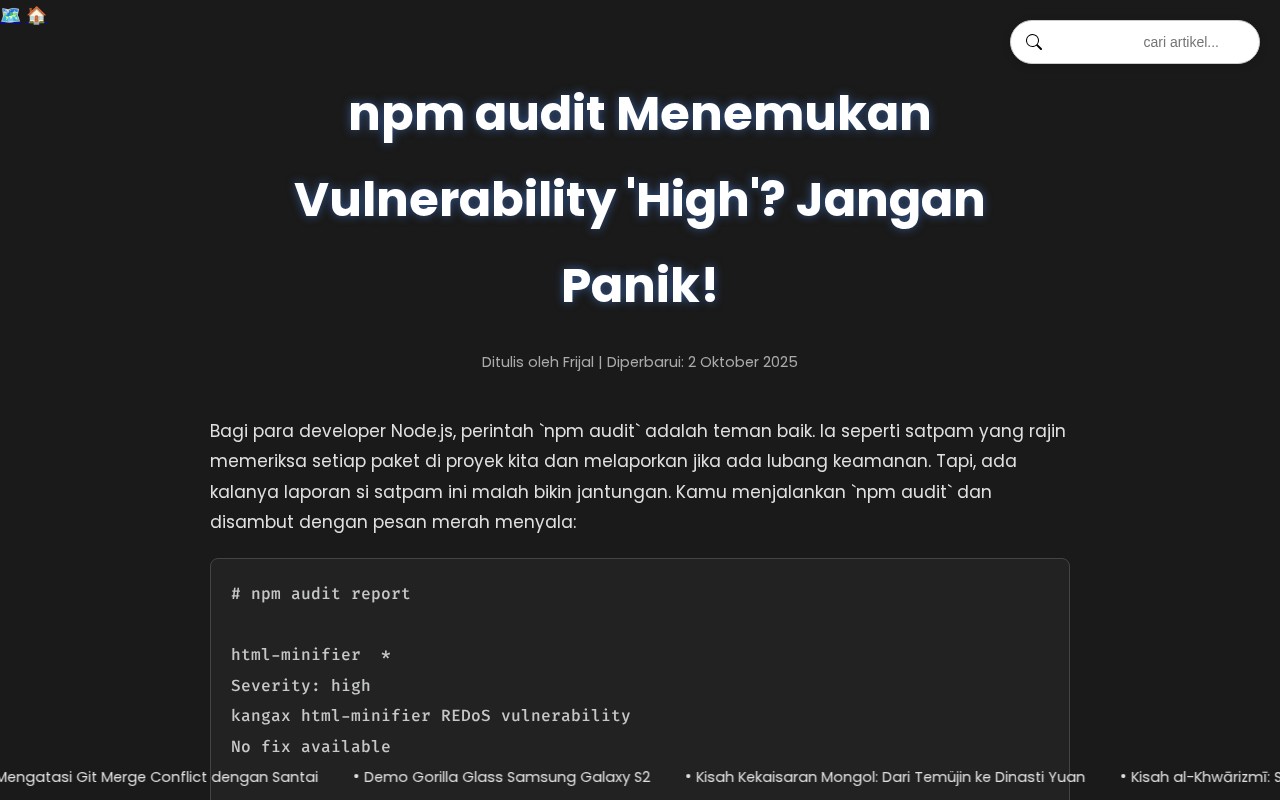 cari artikel...
npm audit Menemukan
Vulnerability 'High'? Jangan
Panik!
Ditulis oleh Frijal | Diperbarui: 2 Oktober 2025
Bagi para developer Node.js, perintah `npm audit` adalah teman baik. Ia seperti satpam yang rajin
memeriksa setiap paket di proyek kita dan melaporkan jika ada lubang keamanan. Tapi, ada
kalanya laporan si satpam ini malah bikin jantungan. Kamu menjalankan `npm audit` dan
disambut dengan pesan merah menyala:
# npm audit report
html-minifier  *
Severity: high
kangax html-minifier REDoS vulnerability
No fix available
Mengatasi Git Merge Conflict dengan Santai • Demo Gorilla Glass Samsung Galaxy S2 • Kisah Kekaisaran Mongol: Dari Temüjin ke Dinasti Yuan • Kisah al-Khwārizmī: S